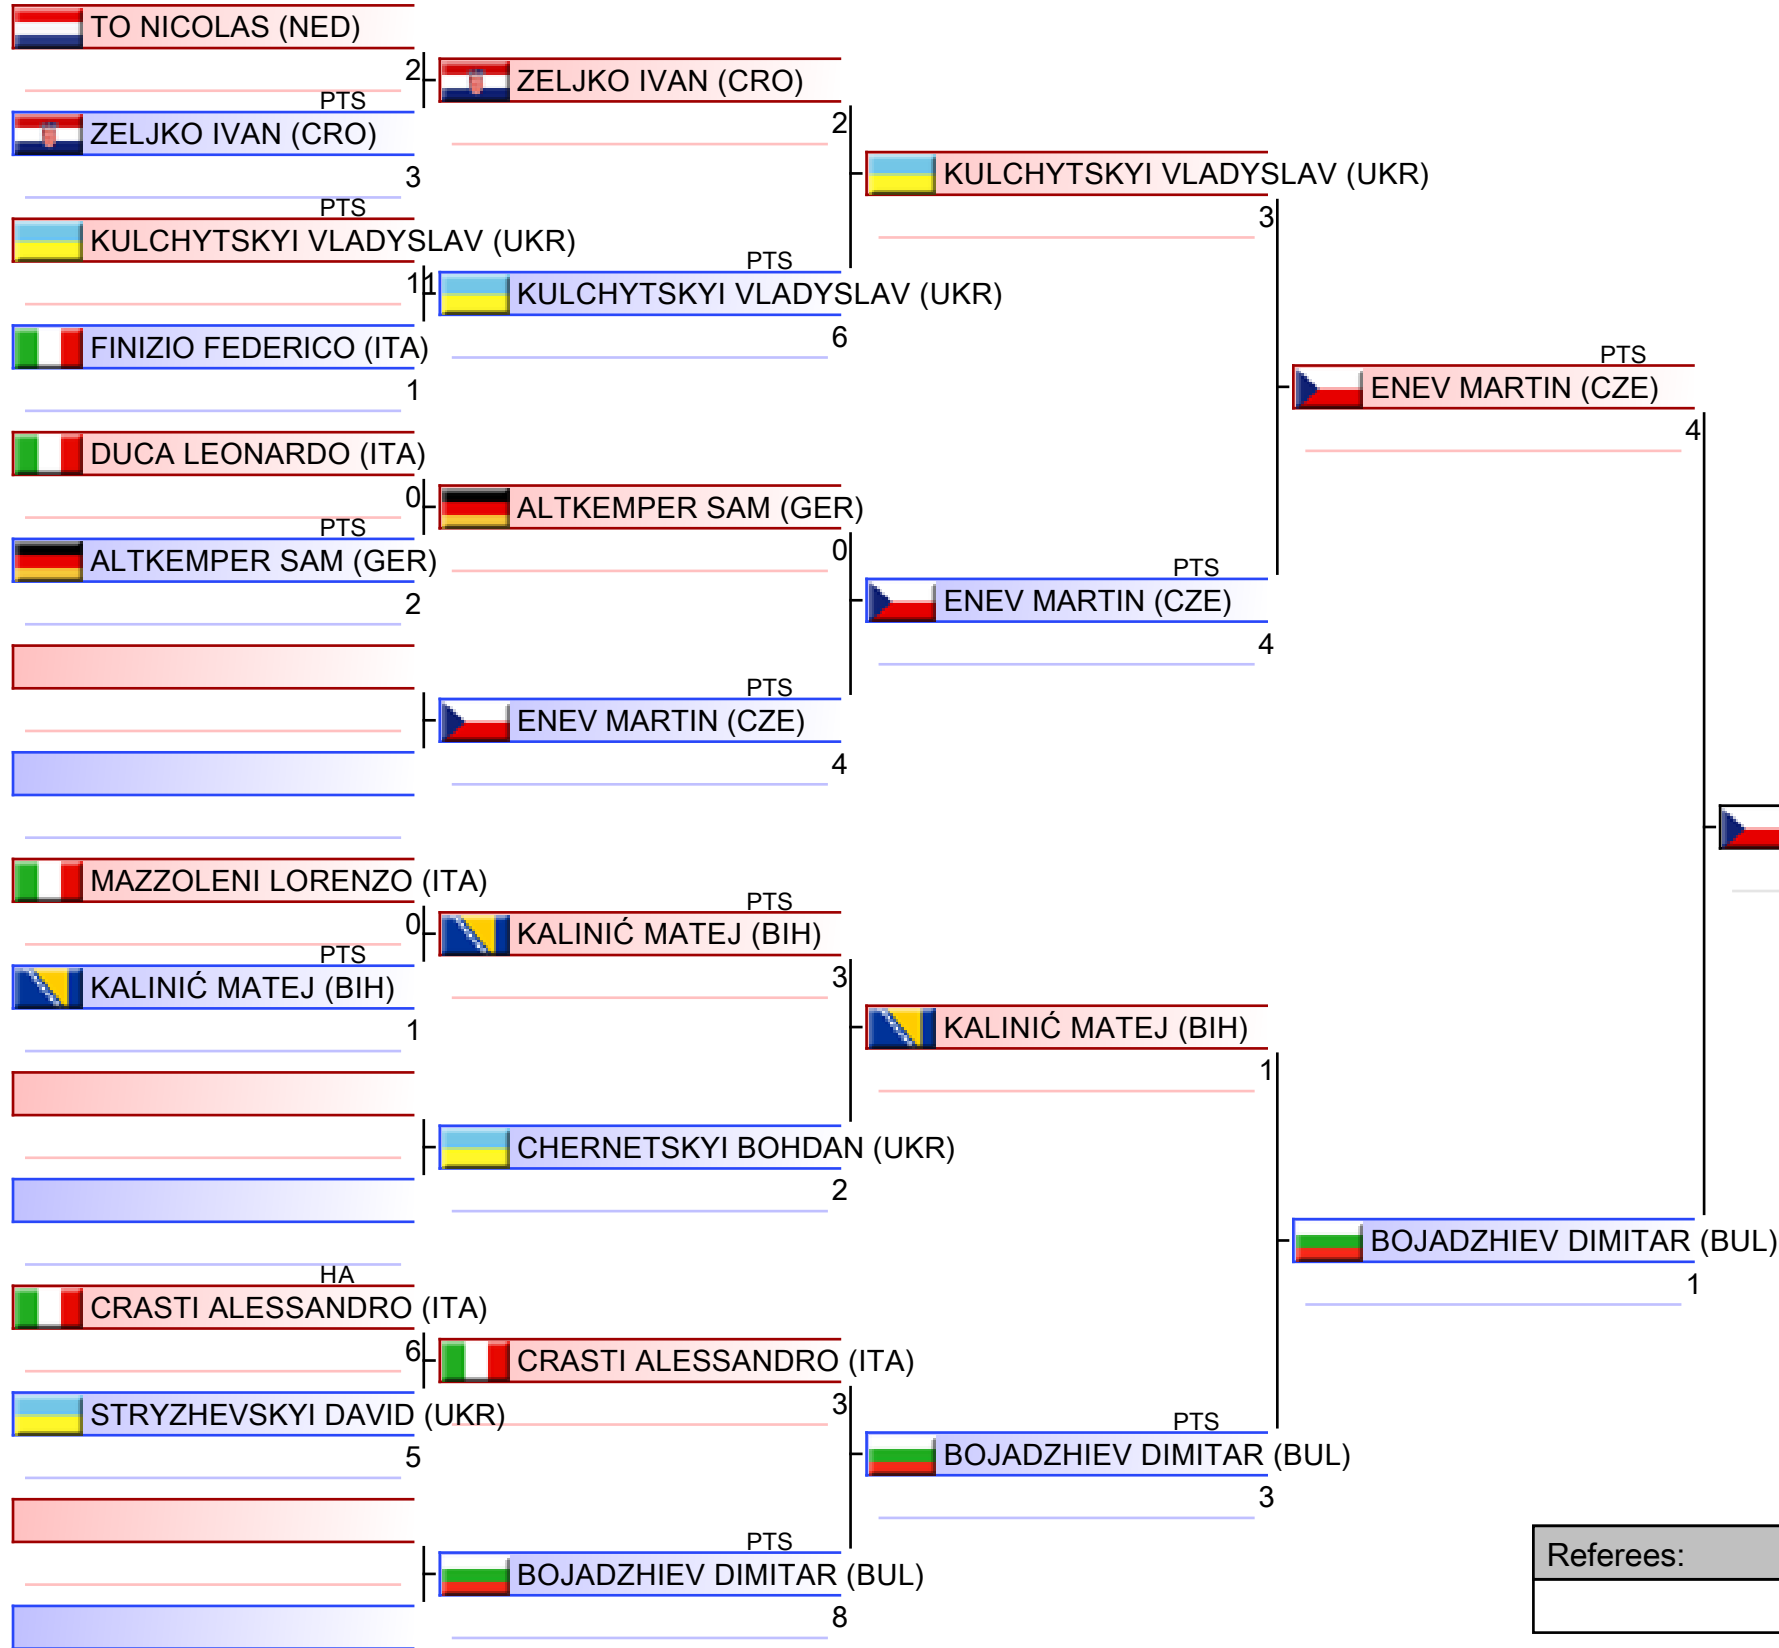 TO NICOLAS (NED)
2
PTS
ZELJKO IVAN (CRO)
3
PTS
KULCHYTSKYI VLADYSLAV (UKR)
11
FINIZIO FEDERICO (ITA)
1
DUCA LEONARDO (ITA)
0
PTS
ALTKEMPER SAM (GER)
2
MAZZOLENI LORENZO (ITA)
0
PTS
KALINIĆ MATEJ (BIH)
1
HA
CRASTI ALESSANDRO (ITA)
6
STRYZHEVSKYI DAVID (UKR)
5
ZELJKO IVAN (CRO)
2
PTS
KULCHYTSKYI VLADYSLAV (UKR)
6
ALTKEMPER SAM (GER)
0
PTS
ENEV MARTIN (CZE)
4
PTS
KALINIĆ MATEJ (BIH)
3
CHERNETSKYI BOHDAN (UKR)
2
CRASTI ALESSANDRO (ITA)
3
PTS
BOJADZHIEV DIMITAR (BUL)
8
KULCHYTSKYI VLADYSLAV (UKR)
3
PTS
ENEV MARTIN (CZE)
4
KALINIĆ MATEJ (BIH)
1
PTS
BOJADZHIEV DIMITAR (BUL)
3
PTS
ENEV MARTIN (CZE)
4
BOJADZHIEV DIMITAR (BUL)
1
Referees: